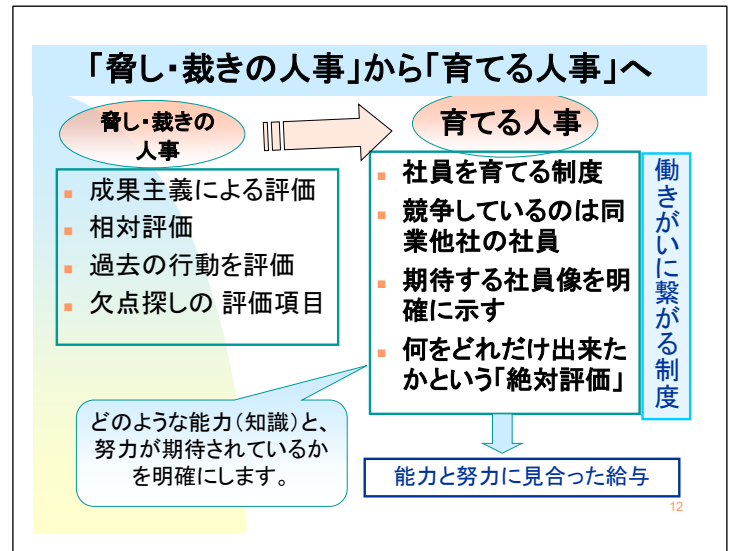 「脅し・裁きの人事」から「育てる人事」へ
脅し・裁きの
人事
育てる人事
成果主義による評価
相対評価
過去の行動を評価
欠点探しの 評価項目
社員を育てる制度
競争しているのは同
業他社の社員
期待する社員像を明
確に示す
何をどれだけ出来た
かという「絶対評価」
働きがいに繋がる制度
どのような能力(知識)と、
努力が期待されているか
を明確にします。
能力と努力に見合った給与
12